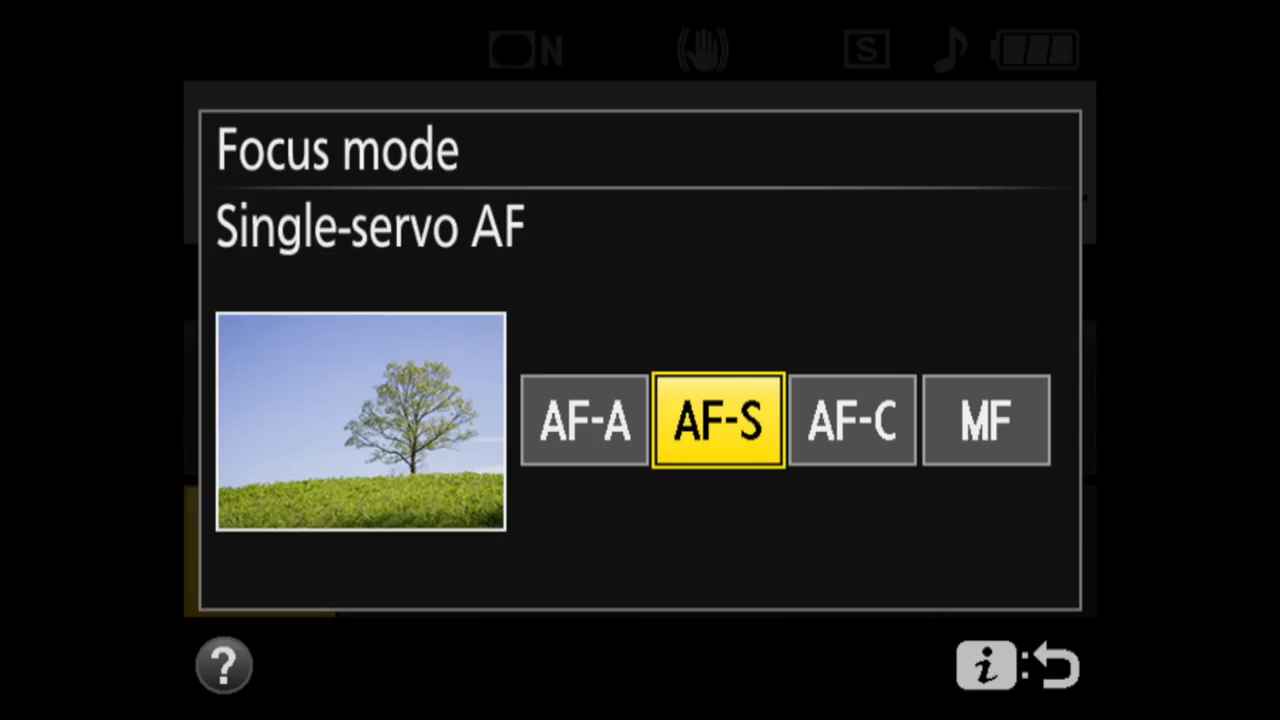 N S
Focus mode
Single-servo AF
AF-A AF-S AF-C MF
? i: